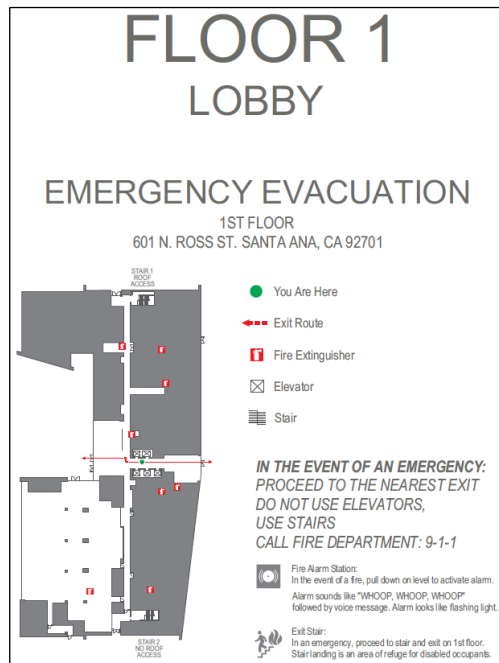 FLOOR 1
LOBBY
EMERGENCY EVACUATION
1ST FLOOR
601 N. ROSS ST. SANTA ANA, CA 92701
STAIR 1
ROOF
ACCESS
You Are Here
Exit Route
Fire Extinguisher
Elevator
Stair
IN THE EVENT OF AN EMERGENCY:
PROCEED TO THE NEAREST EXIT
DO NOT USE ELEVATORS,
USE STAIRS
CALL FIRE DEPARTMENT: 9-1-1
Fire Alarm Station:
In the event of a fire, pull down on level to activate alarm.
Alarm sounds like "WHOOP, WHOOP, WHOOP"
followed by voice message. Alarm looks like flashing light.
Exit Stair:
In an emergency, proceed to stair and exit on 1st floor.
Stair landing is an area of refuge for disabled occupants.
STAIR 2
NO ROOF
ACCESS